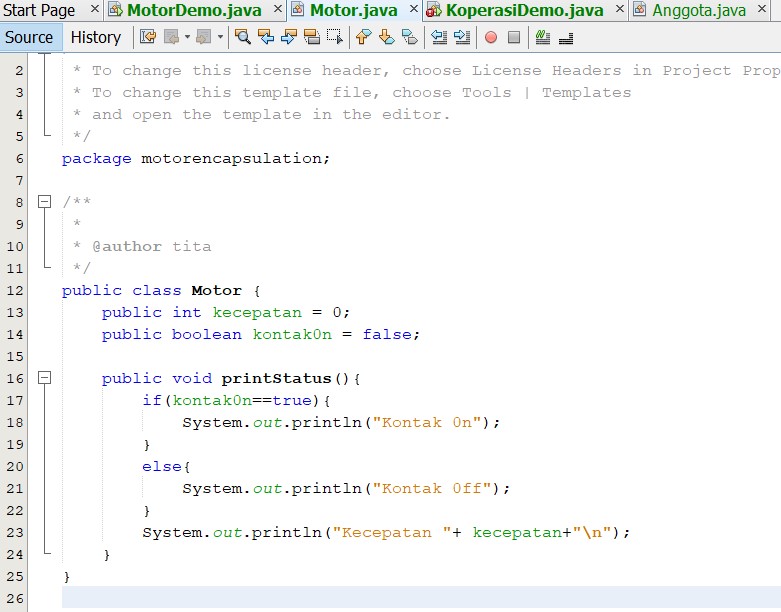 Start Page × MotorDemo.java × Motor.java × KoperasiDemo.java × Anggota.java ×
Source History
2 * To change this license header, choose License Headers in Project Prop
3 * To change this template file, choose Tools | Templates
4 * and open the template in the editor.
5 */
6 package motorencapsulation;
7
8 /**
9 *
10 * @author tita
11 */
12 public class Motor {
13 public int kecepatan = 0;
14 public boolean kontak0n = false;
15
16 public void printStatus(){
17 if(kontak0n==true){
18 System.out.println("Kontak 0n");
19 }
20 else{
21 System.out.println("Kontak 0ff");
22 }
23 System.out.println("Kecepatan "+ kecepatan+"\n");
24 }
25 }
26